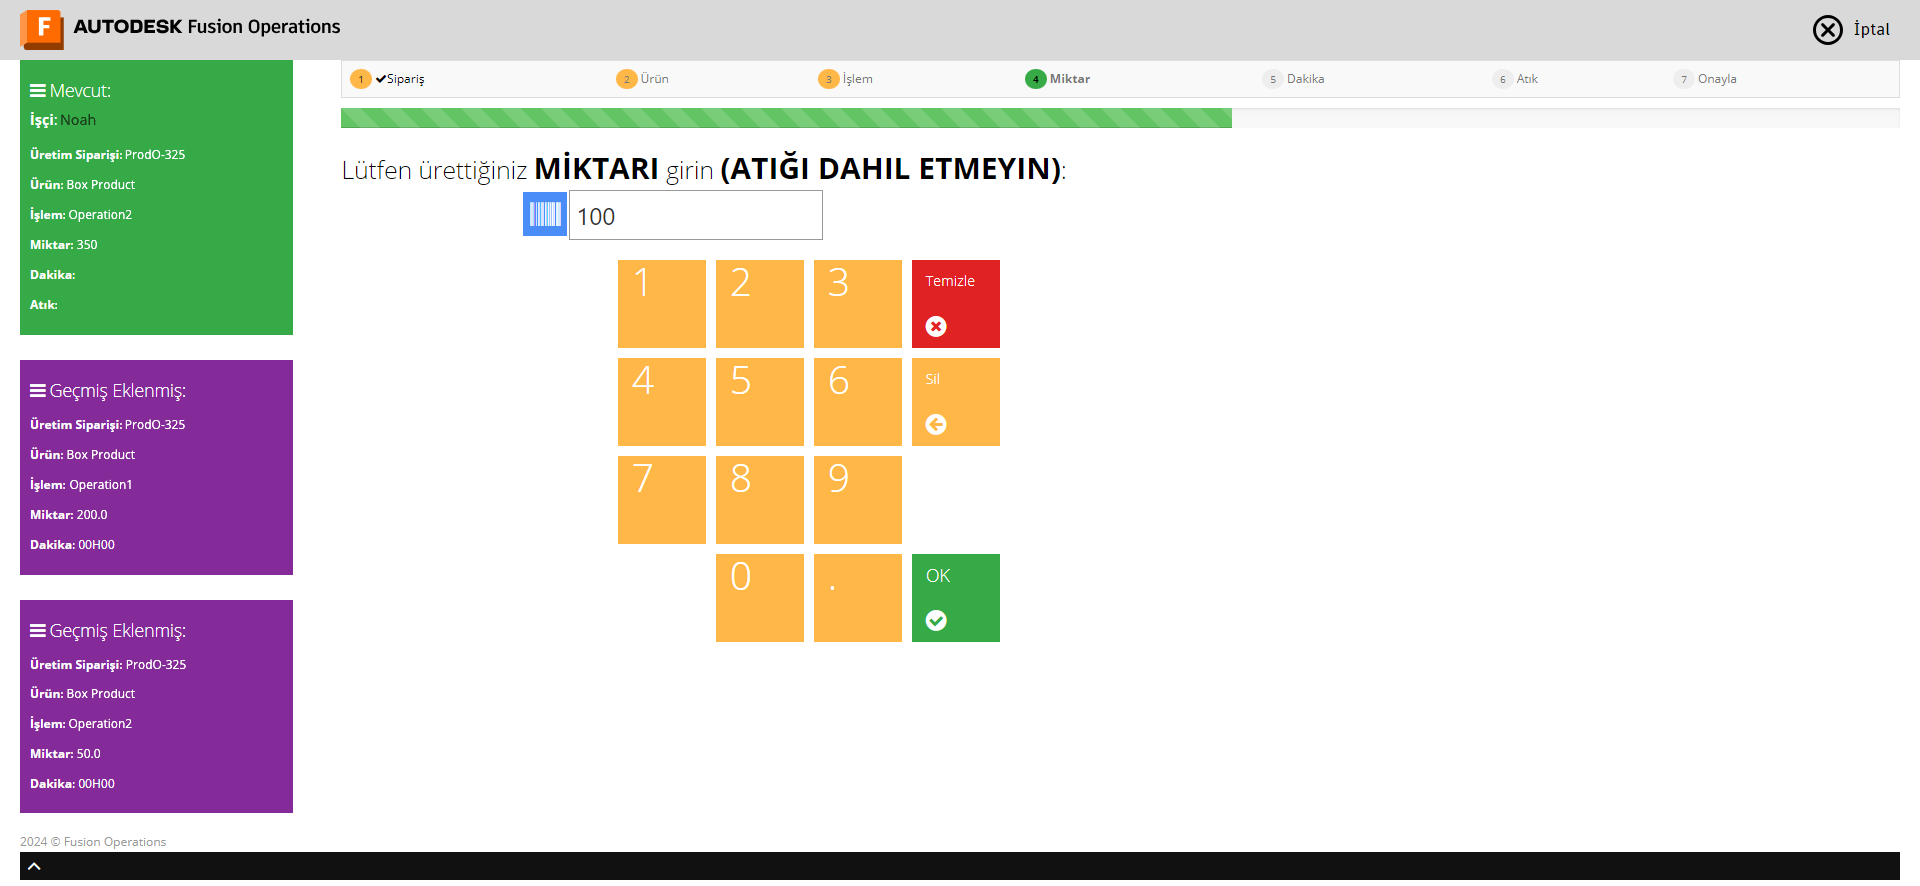 F AUTODESK Fusion Operations
İptal
1 Sipariş
2 Ürün
3 İşlem
4 Miktar
5 Dakika
6 Atık
7 Onayla
Mevcut:
İşçi: Noah
Üretim Siparişi: ProdO-325
Ürün: Box Product
İşlem: Operation2
Miktar: 350
Dakika:
Atık:
Geçmiş Eklenmiş:
Üretim Siparişi: ProdO-325
Ürün: Box Product
İşlem: Operation1
Miktar: 200.0
Dakika: 00H00
Geçmiş Eklenmiş:
Üretim Siparişi: ProdO-325
Ürün: Box Product
İşlem: Operation2
Miktar: 50.0
Dakika: 00H00
Lütfen ürettiğiniz MİKTARI girin (ATIĞI DAHIL ETMEYIN):
100
1 2 3 Temizle
4 5 6 Sil
7 8 9
0 . OK
2024 © Fusion Operations